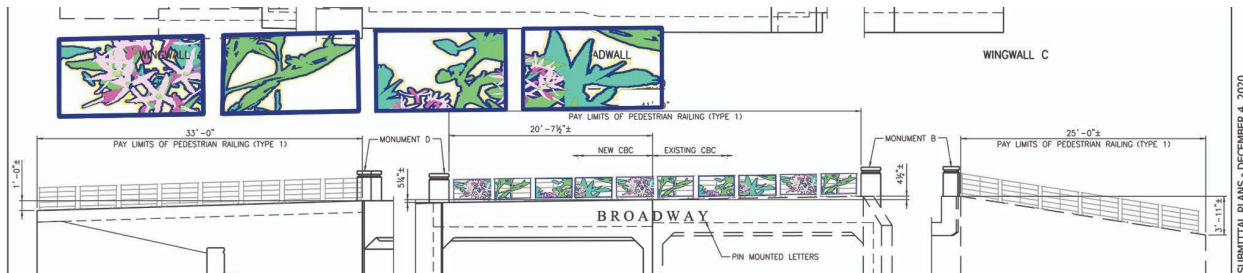 WINGWALL
ADWALL
WINGWALL C
PAY LIMITS OF PEDESTRIAN RAILING (TYPE 1)
33'-0"
PAY LIMITS OF PEDESTRIAN RAILING (TYPE 1)
MONUMENT D
20'-7½"±
NEW CBC
EXISTING CBC
MONUMENT B
25'-0"±
PAY LIMITS OF PEDESTRIAN RAILING (TYPE 1)
1'-0"±
5¼"±
4½"±
3'-11"±
BROADWAY
PIN MOUNTED LETTERS
SUBMITTAL PLANS - DECEMBER 4, 2020